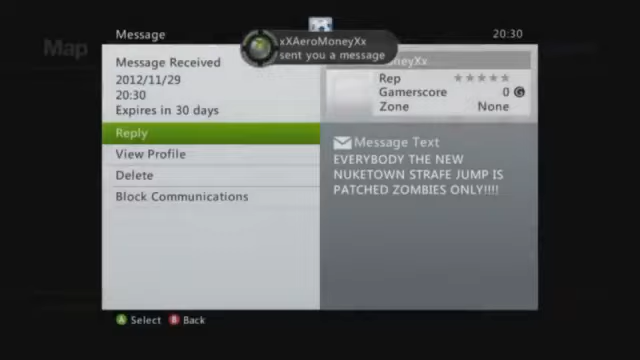 Message
20:30
xXAeroMoneyXx
sent you a message
Map
Message Received
2012/11/29
20:30
Expires in 30 days
Reply
View Profile
Delete
Block Communications
neyXx
Rep
Gamerscore 0 G
Zone None
Message Text
EVERYBODY THE NEW
NUKETOWN STRAFE JUMP IS
PATCHED ZOMBIES ONLY!!!!
A Select B Back